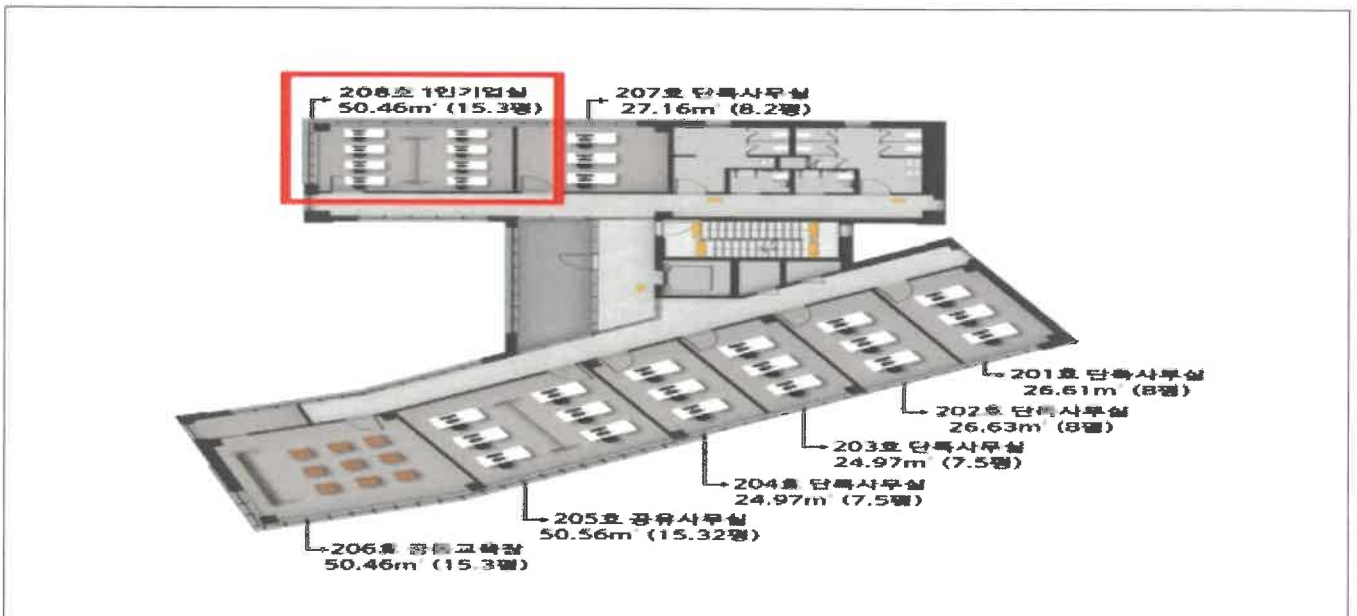 208호 1인기업실
50.46m² (15.3평)
207호 단독사무실
27.16m² (8.2평)
201호 단독사무실
26.61m² (8평)
202호 단독사무실
26.63m² (8평)
203호 단독사무실
24.97m² (7.5평)
204호 단독사무실
24.97m² (7.5평)
205호 공유사무실
50.56m² (15.32평)
206호 공동교육장
50.46m² (15.3평)